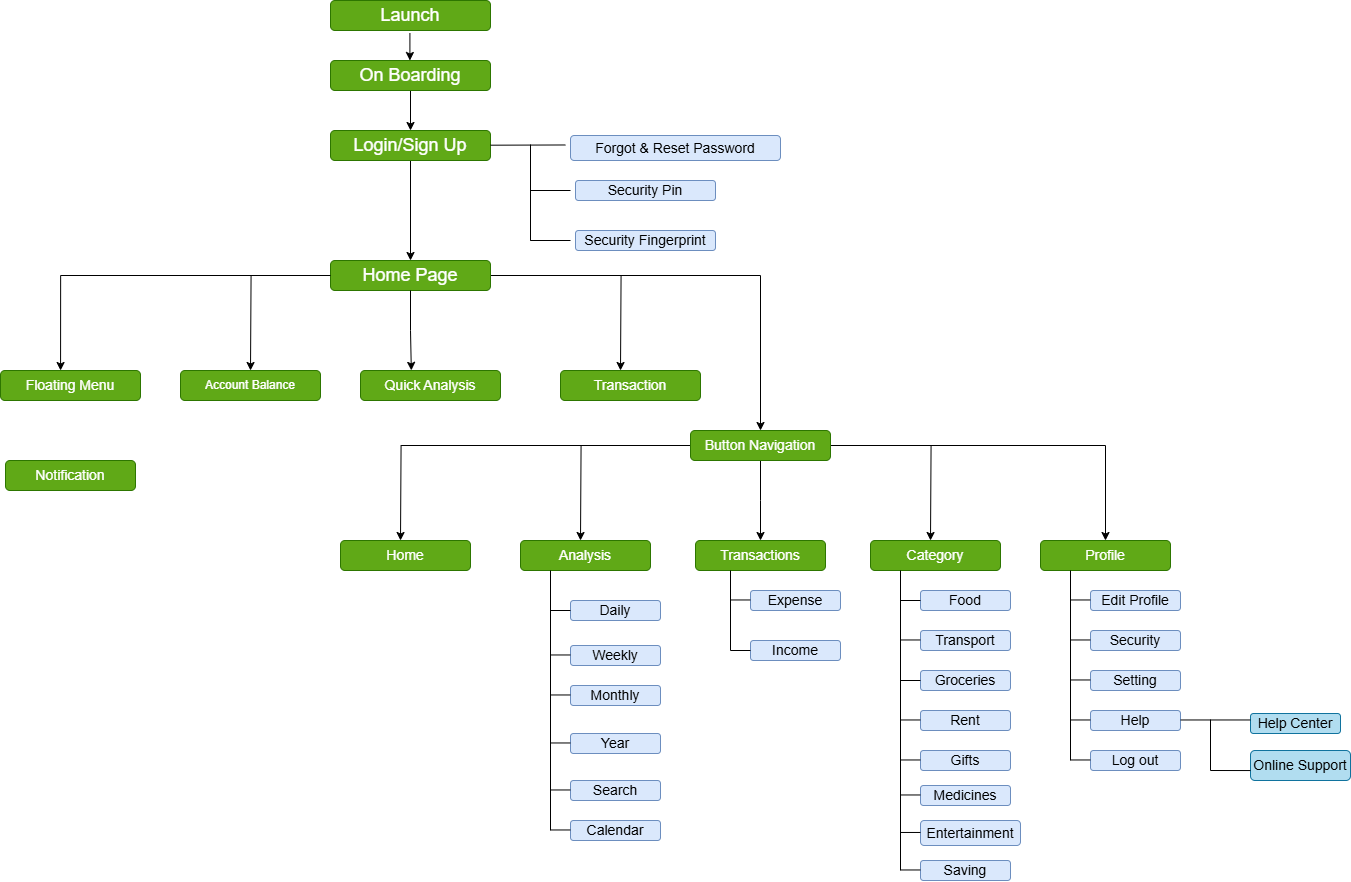 Launch
On Boarding
Login/Sign Up
Forgot & Reset Password
Security Pin
Security Fingerprint
Home Page
Floating Menu
Account Balance
Quick Analysis
Transaction
Button Navigation
Notification
Home
Analysis
Transactions
Category
Profile
Daily
Weekly
Monthly
Year
Search
Calendar
Expense
Income
Food
Transport
Groceries
Rent
Gifts
Medicines
Entertainment
Saving
Edit Profile
Security
Setting
Help
Log out
Help Center
Online Support